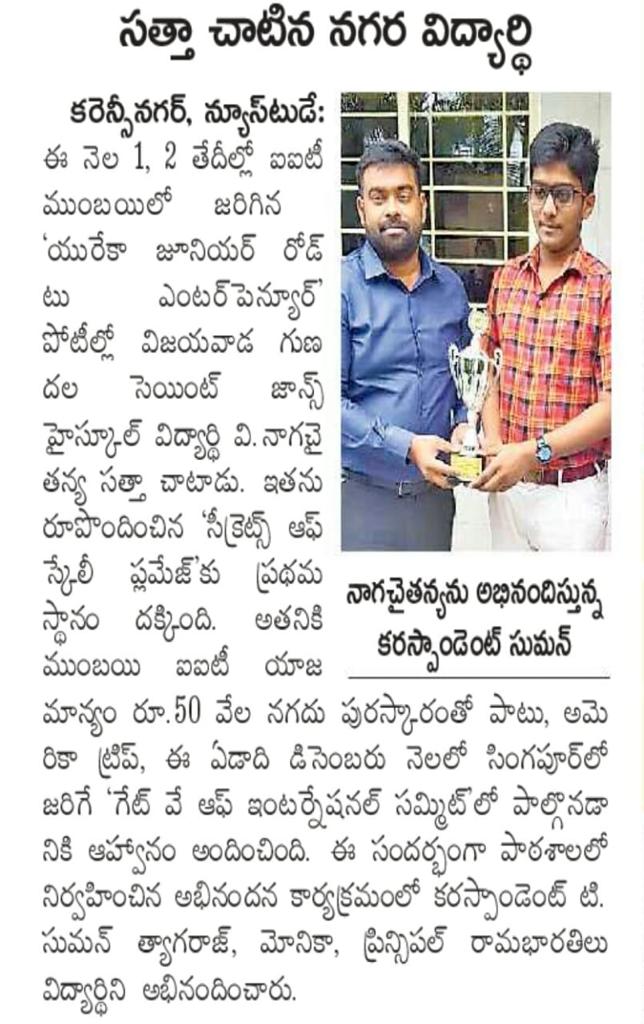 సత్తా చాటిన నగర విద్యార్థి
కరెన్సీనగర్, న్యూస్‌టుడే:
ఈ నెల 1, 2 తేదీల్లో ఐఐటీ
ముంబయిలో జరిగిన
‘యురేకా జూనియర్ రోడ్
టు ఎంటర్‌పెన్యూర్’
పోటీల్లో విజయవాడ గుణ
దల సెయింట్ జాన్స్
హైస్కూల్ విద్యార్థి వి.నాగచై
తన్య సత్తా చాటాడు. ఇతను
రూపొందించిన ‘సీక్రెట్స్ ఆఫ్
స్కేలీ ప్లమేజ్’కు ప్రథమ
స్థానం దక్కింది. అతనికి
ముంబయి ఐఐటీ యాజ
మాన్యం రూ.50 వేల నగదు పురస్కారంతో పాటు, అమె
రికా ట్రిప్, ఈ ఏడాది డిసెంబరు నెలలో సింగపూర్‌లో
జరిగే ‘గేట్ వే ఆఫ్ ఇంటర్నేషనల్ సమ్మిట్’లో పాల్గొనడా
నికి ఆహ్వానం అందించింది. ఈ సందర్భంగా పాఠశాలలో
నిర్వహించిన అభినందన కార్యక్రమంలో కరస్పాండెంట్ టి.
సుమన్ త్యాగరాజ్, మోనికా, ప్రిన్సిపల్ రామభారతిలు
విద్యార్థిని అభినందించారు.
నాగచైతన్యను అభినందిస్తున్న
కరస్పాండెంట్ సుమన్